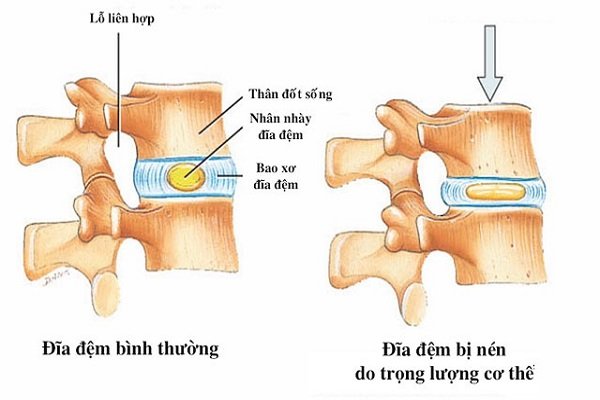 Lỗ liên hợp
Thân đốt sống
Nhân nhày
đĩa đệm
Bao xơ
đĩa đệm
Đĩa đệm bình thường
Đĩa đệm bị nén
do trọng lượng cơ thể